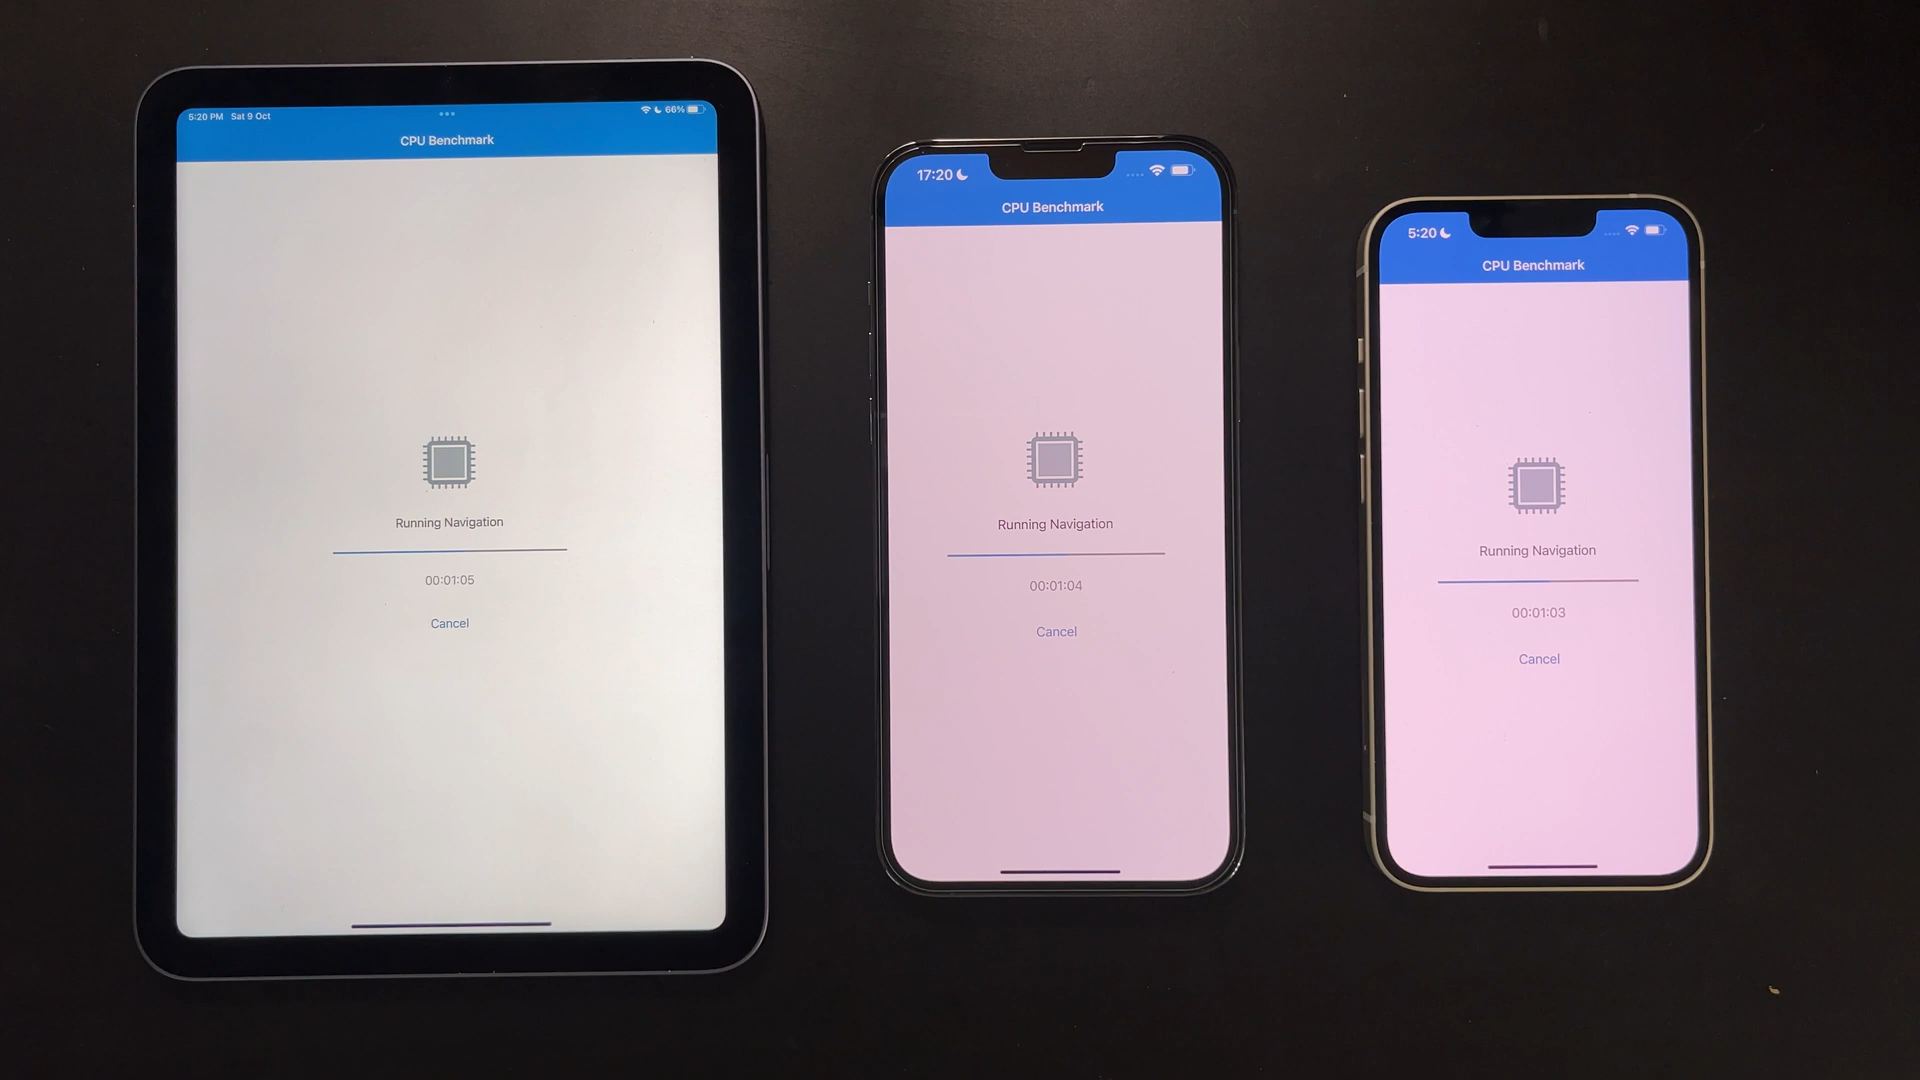 5:20 PM Sat 9 Oct
66%
CPU Benchmark
Running Navigation
00:01:05
Cancel
17:20
CPU Benchmark
Running Navigation
00:01:04
Cancel
5:20
CPU Benchmark
Running Navigation
00:01:03
Cancel